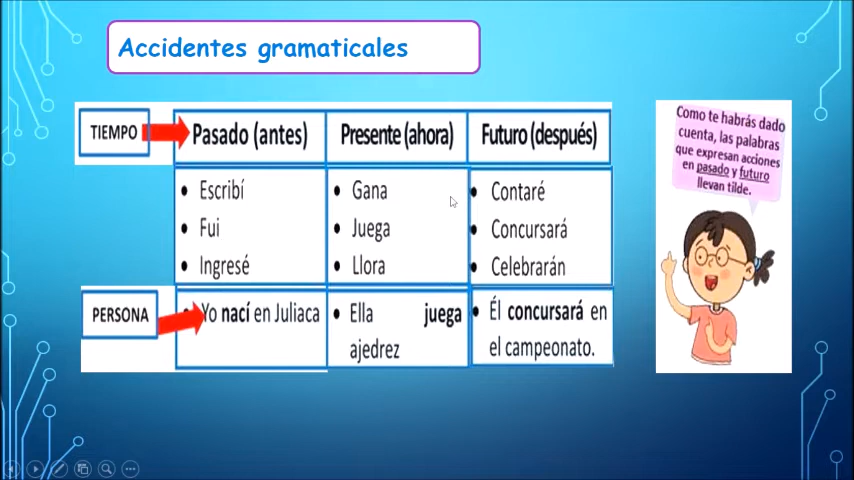 Accidentes gramaticales
TIEMPO
Pasado (antes)
Presente (ahora)
Futuro (después)
• Escribí
• Fui
• Ingresé
• Gana
• Juega
• Llora
• Contaré
• Concursará
• Celebrarán
PERSONA
• Yo nací en Juliaca
• Ella juega
ajedrez
• Él concursará en
el campeonato.
Como te habrás dado
cuenta, las palabras
que expresan acciones
en pasado y futuro
llevan tilde.